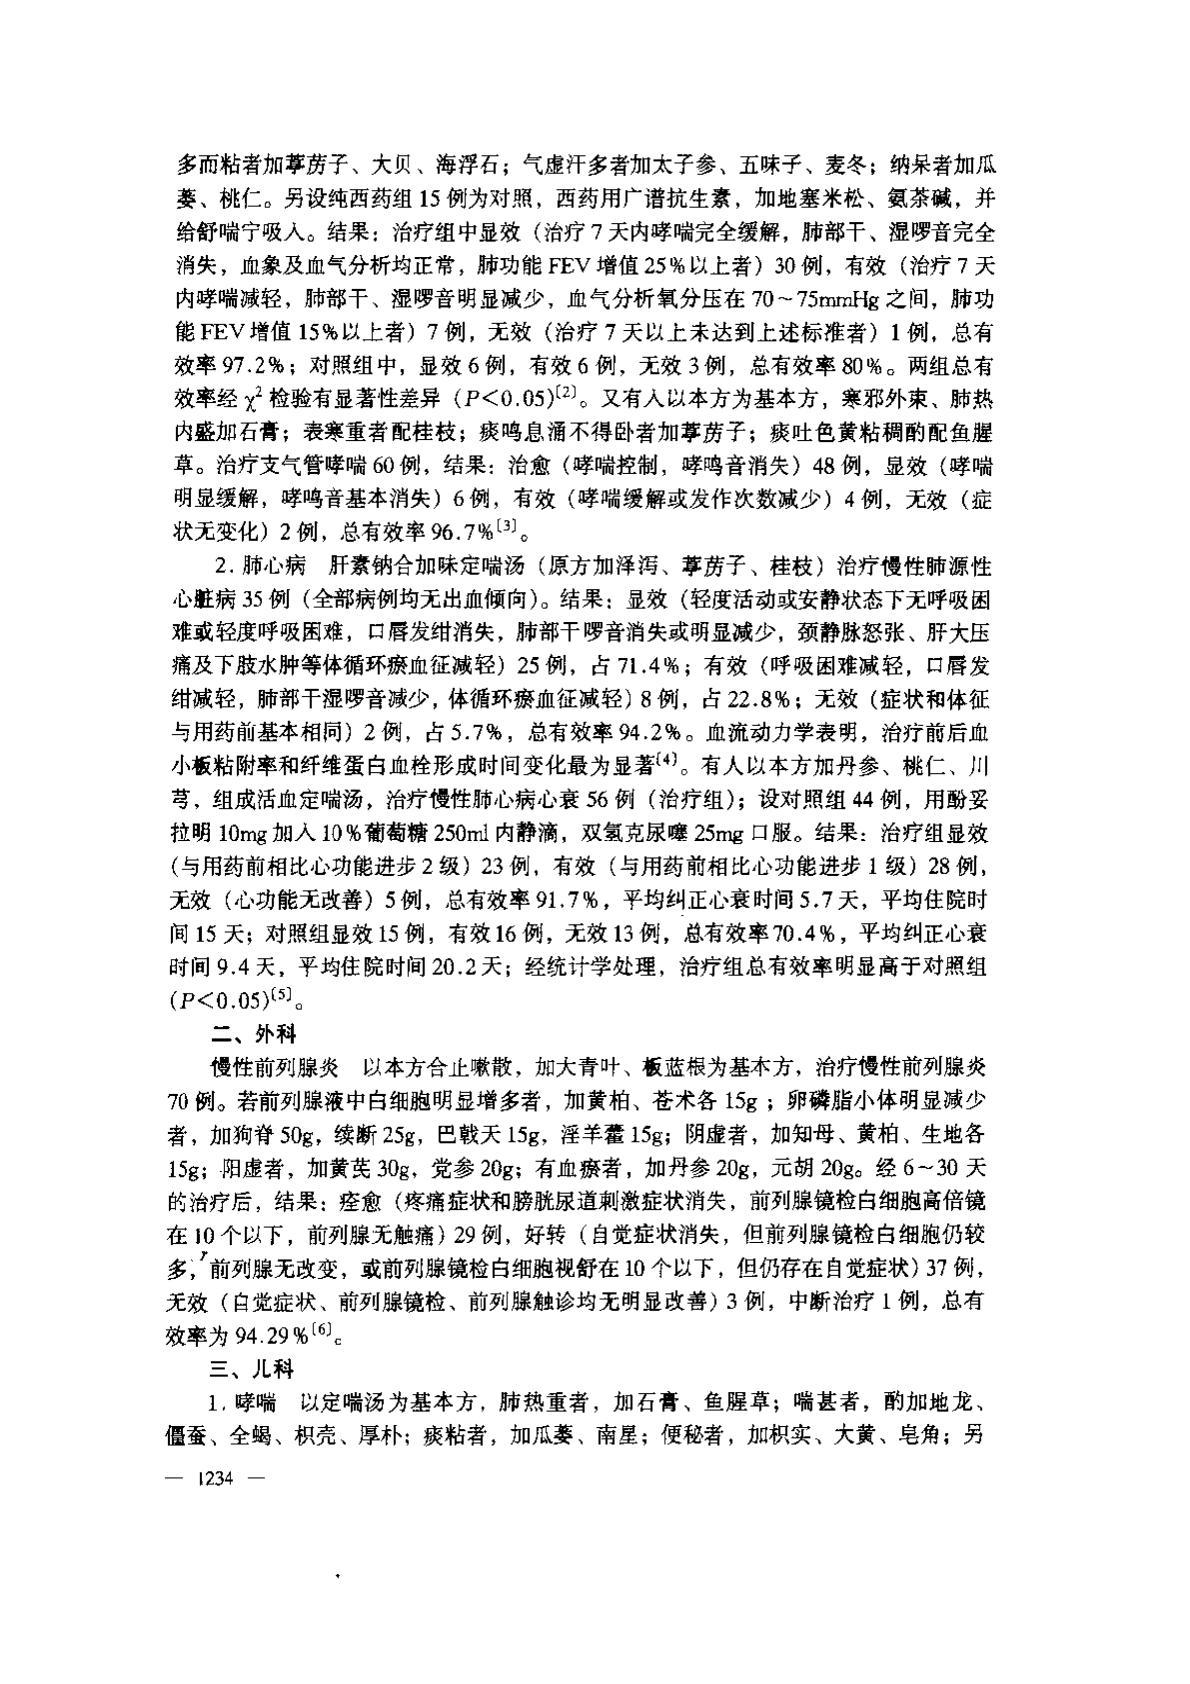 多而粘者加葶苈子、大贝、海浮石；气虚汗多者加太子参、五味子、麦冬；纳呆者加瓜
蒌、桃仁。另设纯西药组 15 例为对照，西药用广谱抗生素，加地塞米松、氨茶碱，并
给舒喘宁吸入。结果：治疗组中显效（治疗 7 天内哮喘完全缓解，肺部干、湿啰音完全
消失，血象及血气分析均正常，肺功能 FEV 增值 25％以上者）30 例，有效（治疗 7 天
内哮喘减轻，肺部干、湿啰音明显减少，血气分析氧分压在 70～75mmHg 之间，肺功
能 FEV 增值 15％以上者）7 例，无效（治疗 7 天以上未达到上述标准者）1 例，总有
效率 97.2％；对照组中，显效 6 例，有效 6 例，无效 3 例，总有效率 80％。两组总有
效率经 χ² 检验有显著性差异（P＜0.05）〔2〕。又有人以本方为基本方，寒邪外束、肺热
内盛加石膏；表寒重者配桂枝；痰鸣息涌不得卧者加葶苈子；痰吐色黄粘稠酌配鱼腥
草。治疗支气管哮喘 60 例，结果：治愈（哮喘控制，哮鸣音消失）48 例，显效（哮喘
明显缓解，哮鸣音基本消失）6 例，有效（哮喘缓解或发作次数减少）4 例，无效（症
状无变化）2 例，总有效率 96.7％〔3〕。
2. 肺心病　肝素钠合加味定喘汤（原方加泽泻、葶苈子、桂枝）治疗慢性肺源性
心脏病 35 例（全部病例均无出血倾向）。结果：显效（轻度活动或安静状态下无呼吸困
难或轻度呼吸困难，口唇发绀消失，肺部干啰音消失或明显减少，颈静脉怒张、肝大压
痛及下肢水肿等体循环瘀血征减轻）25 例，占 71.4％；有效（呼吸困难减轻，口唇发
绀减轻，肺部干湿啰音减少，体循环瘀血征减轻）8 例，占 22.8％；无效（症状和体征
与用药前基本相同）2 例，占 5.7％，总有效率 94.2％。血流动力学表明，治疗前后血
小板粘附率和纤维蛋白血栓形成时间变化最为显著〔4〕。有人以本方加丹参、桃仁、川
芎，组成活血定喘汤，治疗慢性肺心病心衰 56 例（治疗组）；设对照组 44 例，用酚妥
拉明 10mg 加入 10％葡萄糖 250ml 内静滴，双氢克尿噻 25mg 口服。结果：治疗组显效
（与用药前相比心功能进步 2 级）23 例，有效（与用药前相比心功能进步 1 级）28 例，
无效（心功能无改善）5 例，总有效率 91.7％，平均纠正心衰时间 5.7 天，平均住院时
间 15 天；对照组显效 15 例，有效 16 例，无效 13 例，总有效率 70.4％，平均纠正心衰
时间 9.4 天，平均住院时间 20.2 天；经统计学处理，治疗组总有效率明显高于对照组
（P＜0.05）〔5〕。
二、外科
慢性前列腺炎　以本方合止嗽散，加大青叶、板蓝根为基本方，治疗慢性前列腺炎
70 例。若前列腺液中白细胞明显增多者，加黄柏、苍术各 15g；卵磷脂小体明显减少
者，加狗脊 50g，续断 25g，巴戟天 15g，淫羊藿 15g；阴虚者，加知母、黄柏、生地各
15g；阳虚者，加黄芪 30g，党参 20g；有血瘀者，加丹参 20g，元胡 20g。经 6～30 天
的治疗后，结果：痊愈（疼痛症状和膀胱尿道刺激症状消失，前列腺镜检白细胞高倍镜
在 10 个以下，前列腺无触痛）29 例，好转（自觉症状消失，但前列腺镜检白细胞仍较
多，前列腺无改变，或前列腺镜检白细胞视舒在 10 个以下，但仍存在自觉症状）37 例，
无效（自觉症状、前列腺镜检、前列腺触诊均无明显改善）3 例，中断治疗 1 例，总有
效率为 94.29％〔6〕。
三、儿科
1. 哮喘　以定喘汤为基本方，肺热重者，加石膏、鱼腥草；喘甚者，酌加地龙、
僵蚕、全蝎、枳壳、厚朴；痰粘者，加瓜蒌、南星；便秘者，加枳实、大黄、皂角；另
— 1234 —